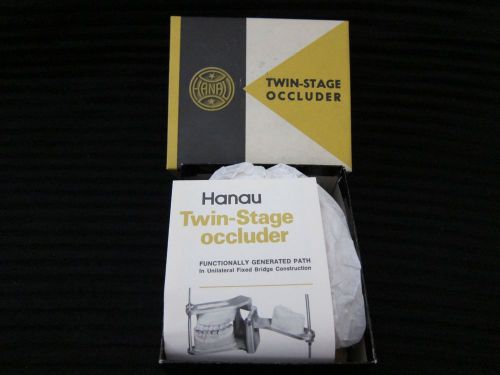 HANAU
TWIN-STAGE
OCCLUDER
Hanau
Twin-Stage
occluder
FUNCTIONALLY GENERATED PATH
In Unilateral Fixed Bridge Construction